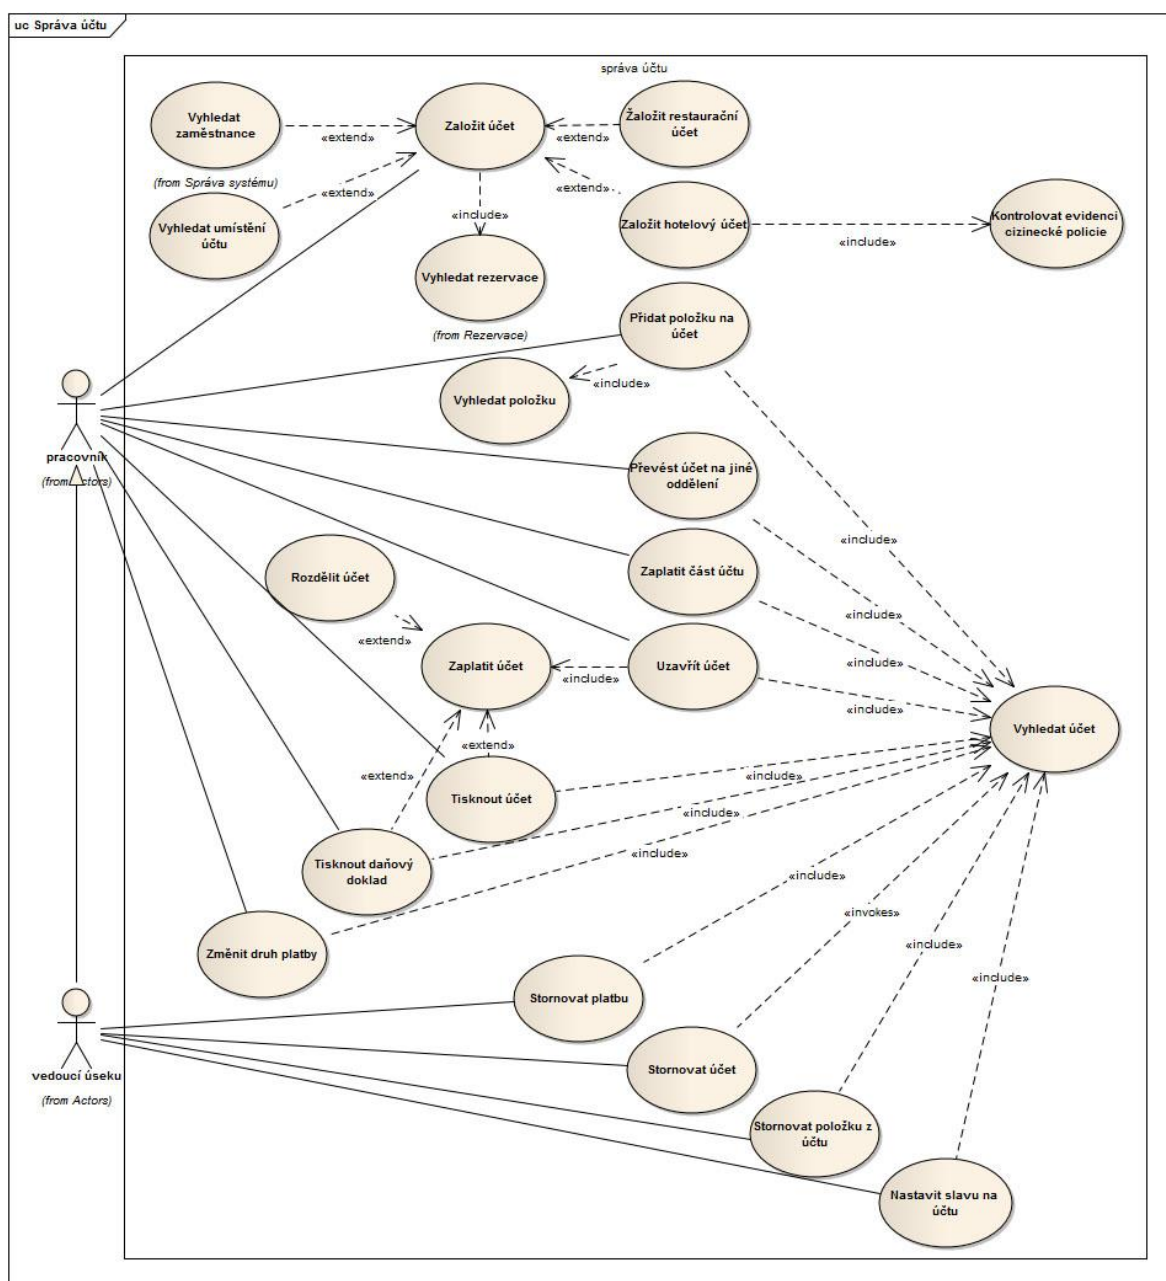 uc Správa účtu
správa účtu
Vyhledat
zaměstnance
(from Správa systému)
«extend»
Založit účet
«extend»
Žaložit restaurační
účet
Vyhledat umístění
účtu
«extend»
«include»
«extend»
Založit hotelový účet
«include»
Kontrolovat evidenci
cizinecké policie
Vyhledat rezervace
(from Rezervace)
Přidat položku na
účet
«include»
Vyhledat položku
pracovník
(from Actors)
Převést účet na jiné
oddělení
«include»
Rozdělit účet
Zaplatit část účtu
«include»
«extend»
Zaplatit účet
«include»
Uzavřít účet
«include»
«include»
Vyhledat účet
«extend»
«extend»
Tisknout účet
«include»
Tisknout daňový
doklad
«include»
«include»
Změnit druh platby
«include»
«invokes»
«include»
«include»
Stornovat platbu
vedoucí úseku
(from Actors)
Stornovat účet
Stornovat položku z
účtu
Nastavit slavu na
účtu